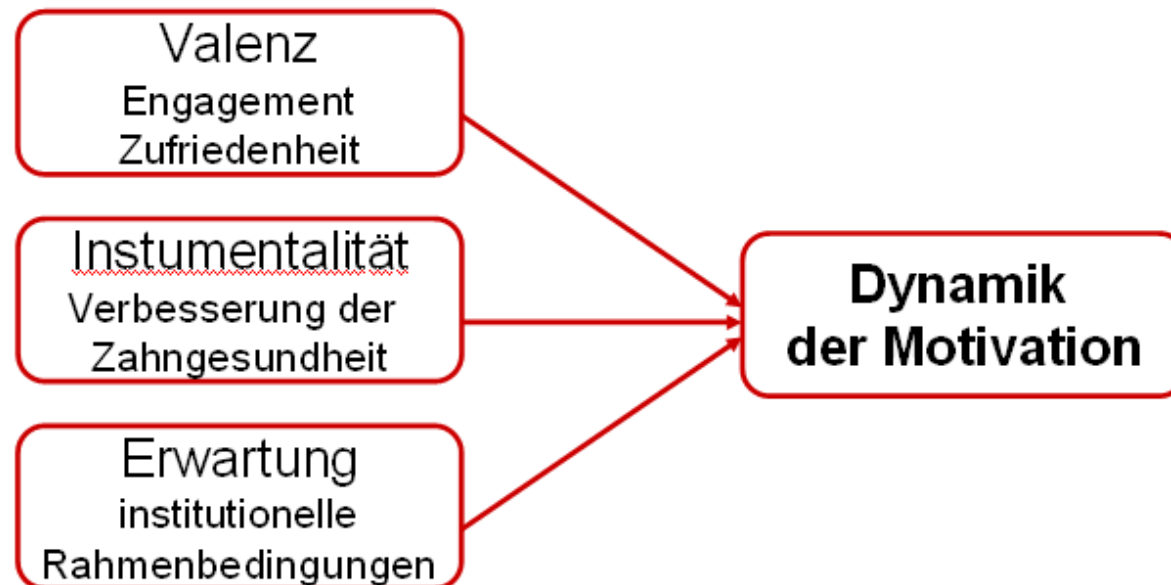 Valenz
Engagement
Zufriedenheit
Instumentalität
Verbesserung der
Zahngesundheit
Erwartung
institutionelle
Rahmenbedingungen
Dynamik
der Motivation